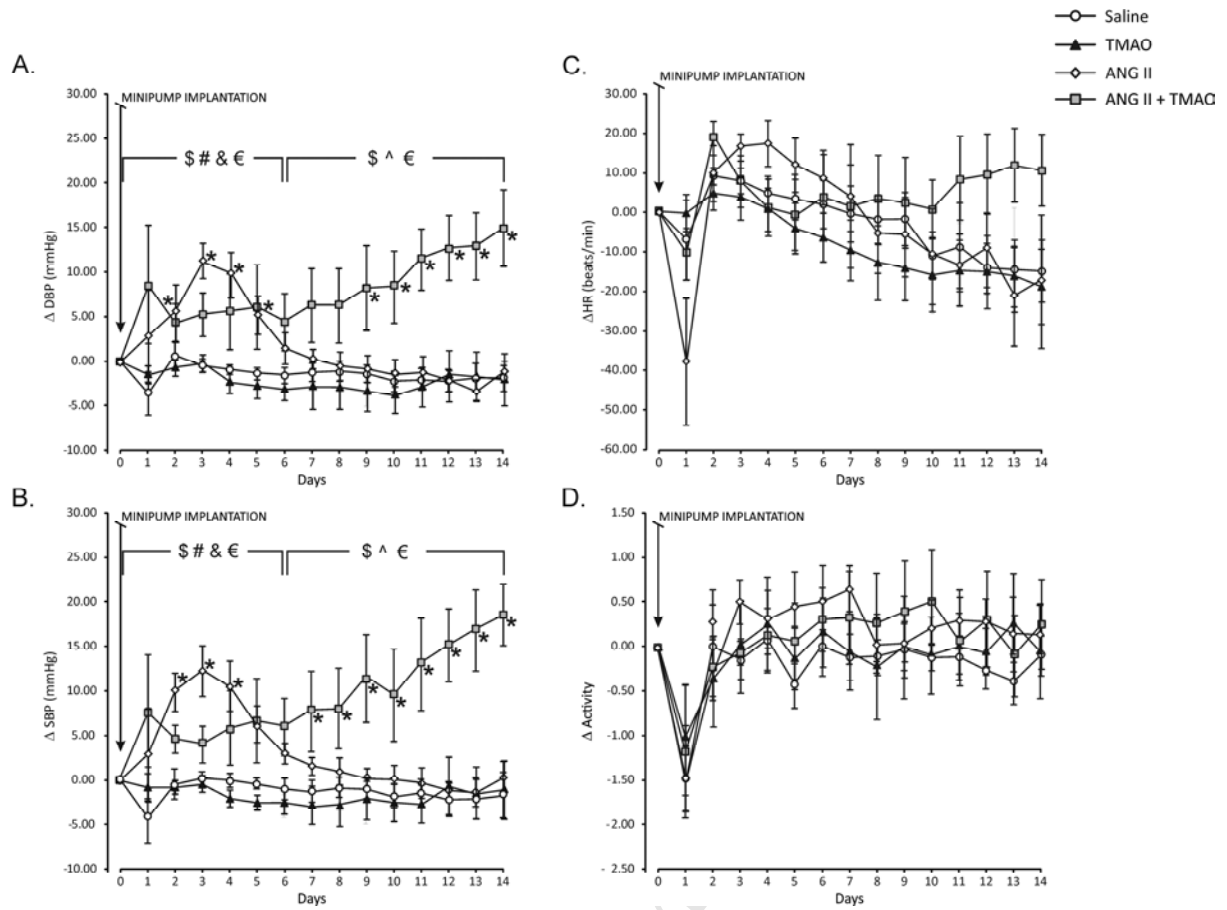 Saline
TMAO
ANG II
ANG II + TMAO
A.
MINIPUMP IMPLANTATION
$ # & €
$ ^ €
Δ DBP (mmHg)
30.00
25.00
20.00
15.00
10.00
5.00
0.00
-5.00
-10.00
* * * * * * * * * * *
0 1 2 3 4 5 6 7 8 9 10 11 12 13 14
Days
B.
MINIPUMP IMPLANTATION
$ # & €
$ ^ €
Δ SBP (mmHg)
30.00
25.00
20.00
15.00
10.00
5.00
0.00
-5.00
-10.00
* * * * * * * * * * *
0 1 2 3 4 5 6 7 8 9 10 11 12 13 14
Days
C.
MINIPUMP IMPLANTATION
ΔHR (beats/min)
30.00
20.00
10.00
0.00
-10.00
-20.00
-30.00
-40.00
-50.00
-60.00
0 1 2 3 4 5 6 7 8 9 10 11 12 13 14
Days
D.
MINIPUMP IMPLANTATION
Δ Activity
1.50
1.00
0.50
0.00
-0.50
-1.00
-1.50
-2.00
-2.50
0 1 2 3 4 5 6 7 8 9 10 11 12 13 14
Days